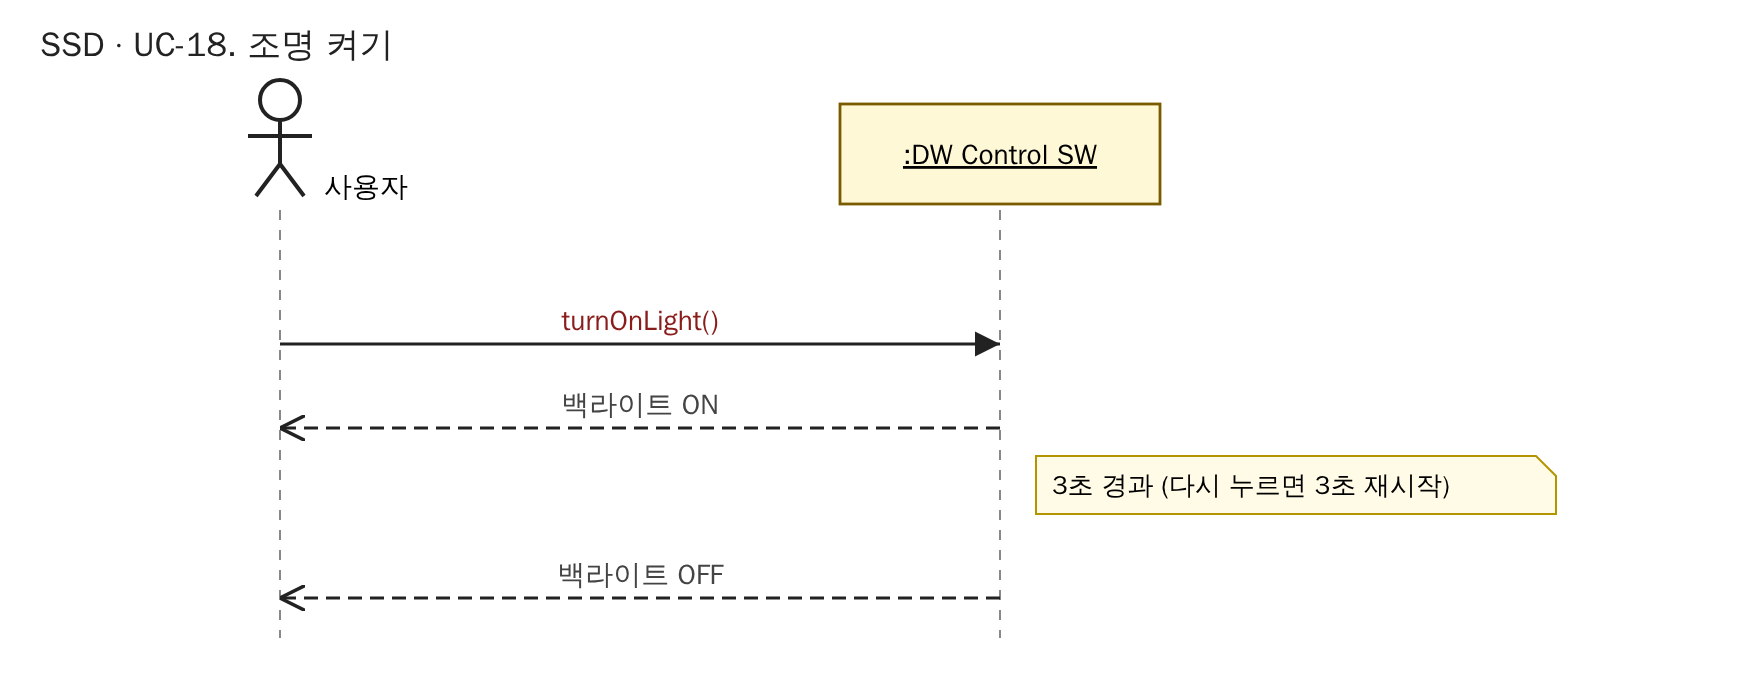 SSD · UC-18. 조명 켜기
사용자
:DW Control SW
turnOnLight()
백라이트 ON
3초 경과 (다시 누르면 3초 재시작)
백라이트 OFF